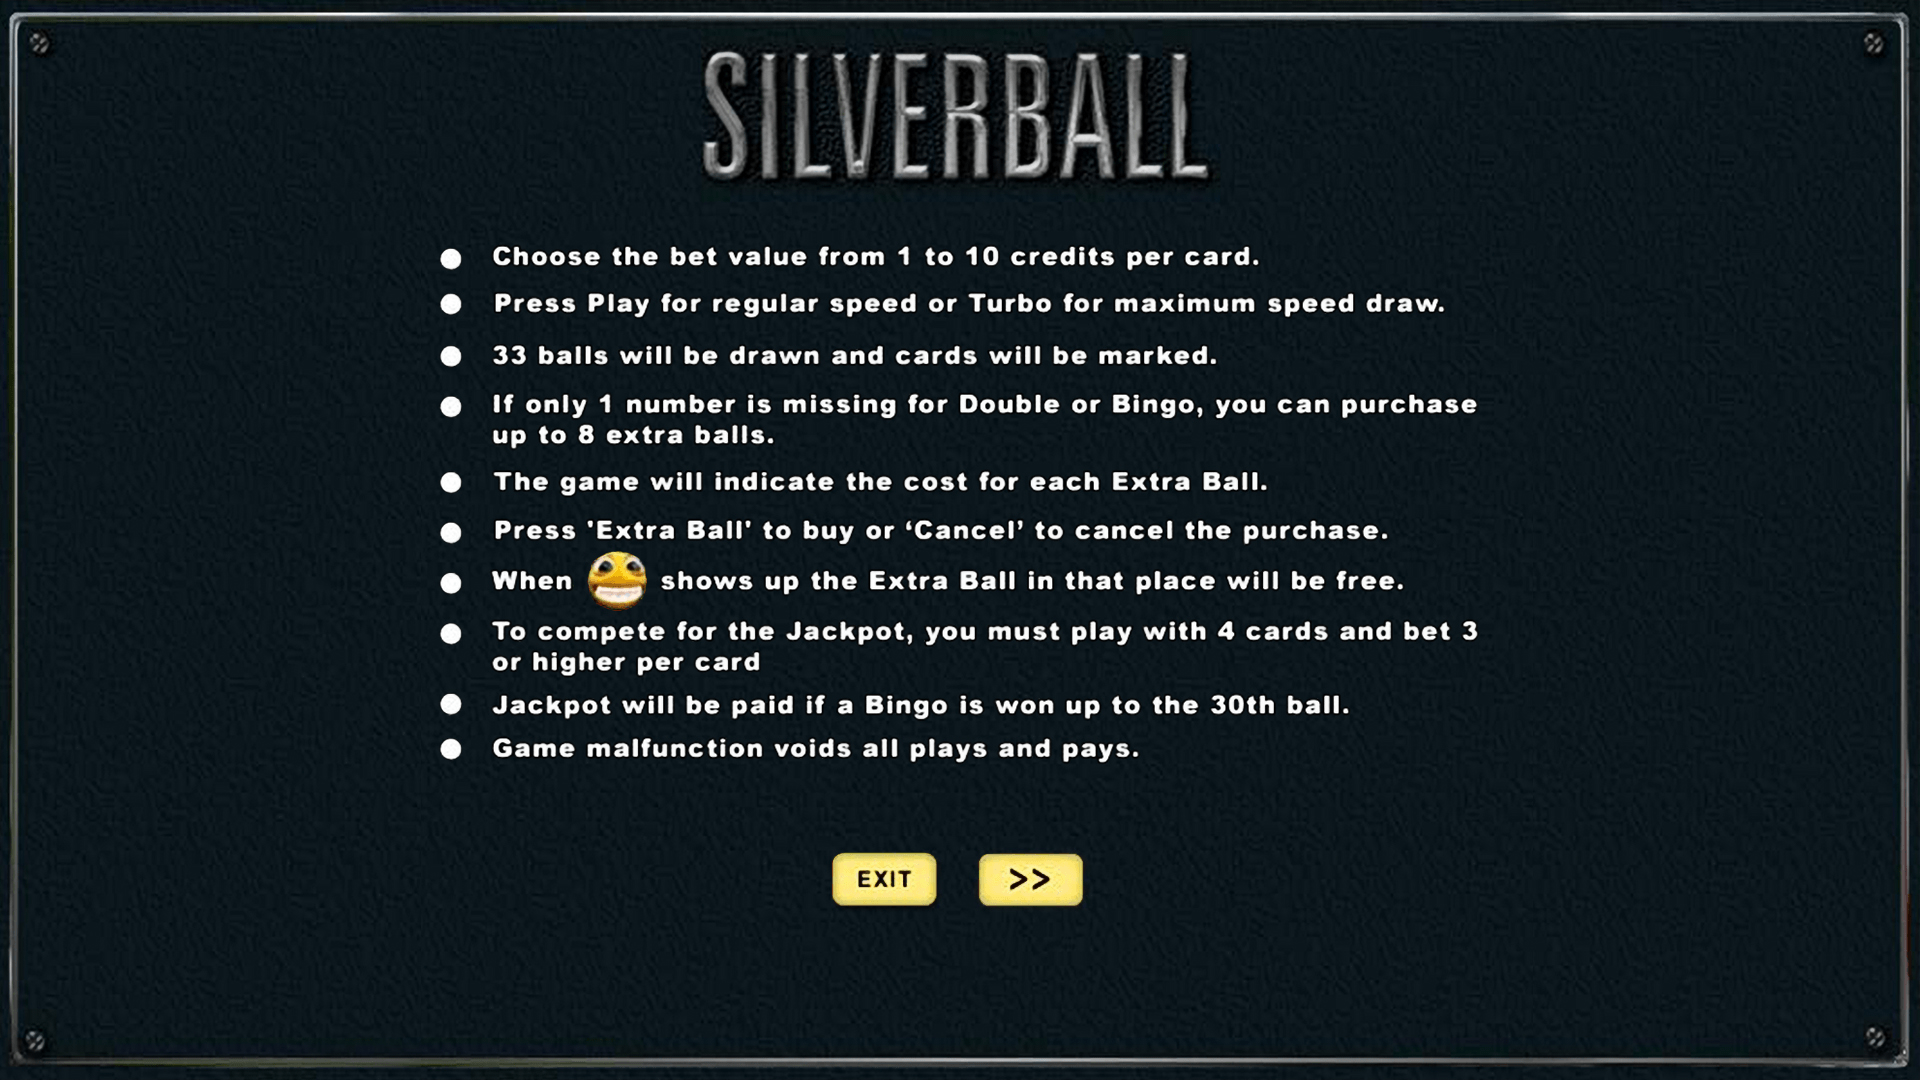 SILVERBALL
Choose the bet value from 1 to 10 credits per card.
Press Play for regular speed or Turbo for maximum speed draw.
33 balls will be drawn and cards will be marked.
If only 1 number is missing for Double or Bingo, you can purchase
up to 8 extra balls.
The game will indicate the cost for each Extra Ball.
Press 'Extra Ball' to buy or ‘Cancel’ to cancel the purchase.
When shows up the Extra Ball in that place will be free.
To compete for the Jackpot, you must play with 4 cards and bet 3
or higher per card
Jackpot will be paid if a Bingo is won up to the 30th ball.
Game malfunction voids all plays and pays.
EXIT >>